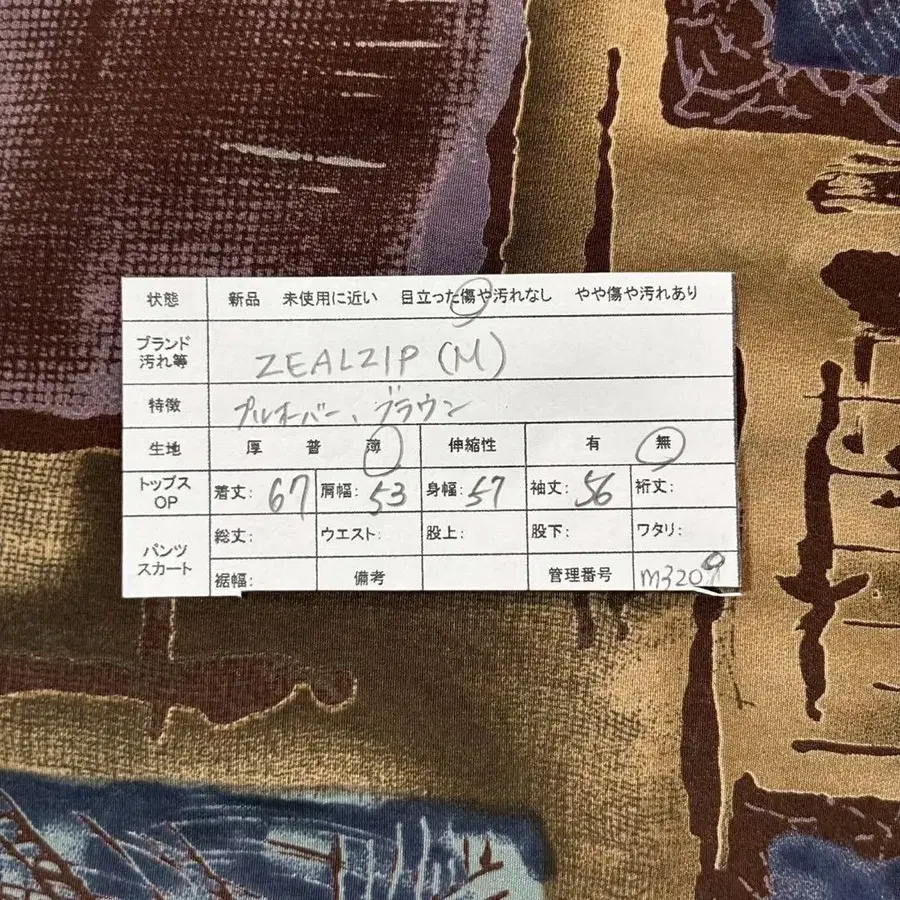 状態 新品 未使用に近い 目立った傷や汚れなし やや傷や汚れあり
ブランド
汚れ等 ZEALZIP (M)
特徴 プルオーバー、ブラウン
生地 厚 普 薄 伸縮性 有 無
トップス
OP 着丈: 67 肩幅: 53 身幅: 57 袖丈: 56 裄丈:
パンツ
スカート 総丈: ウエスト: 股上: 股下: ワタリ:
裾幅: 備考 管理番号 m3209